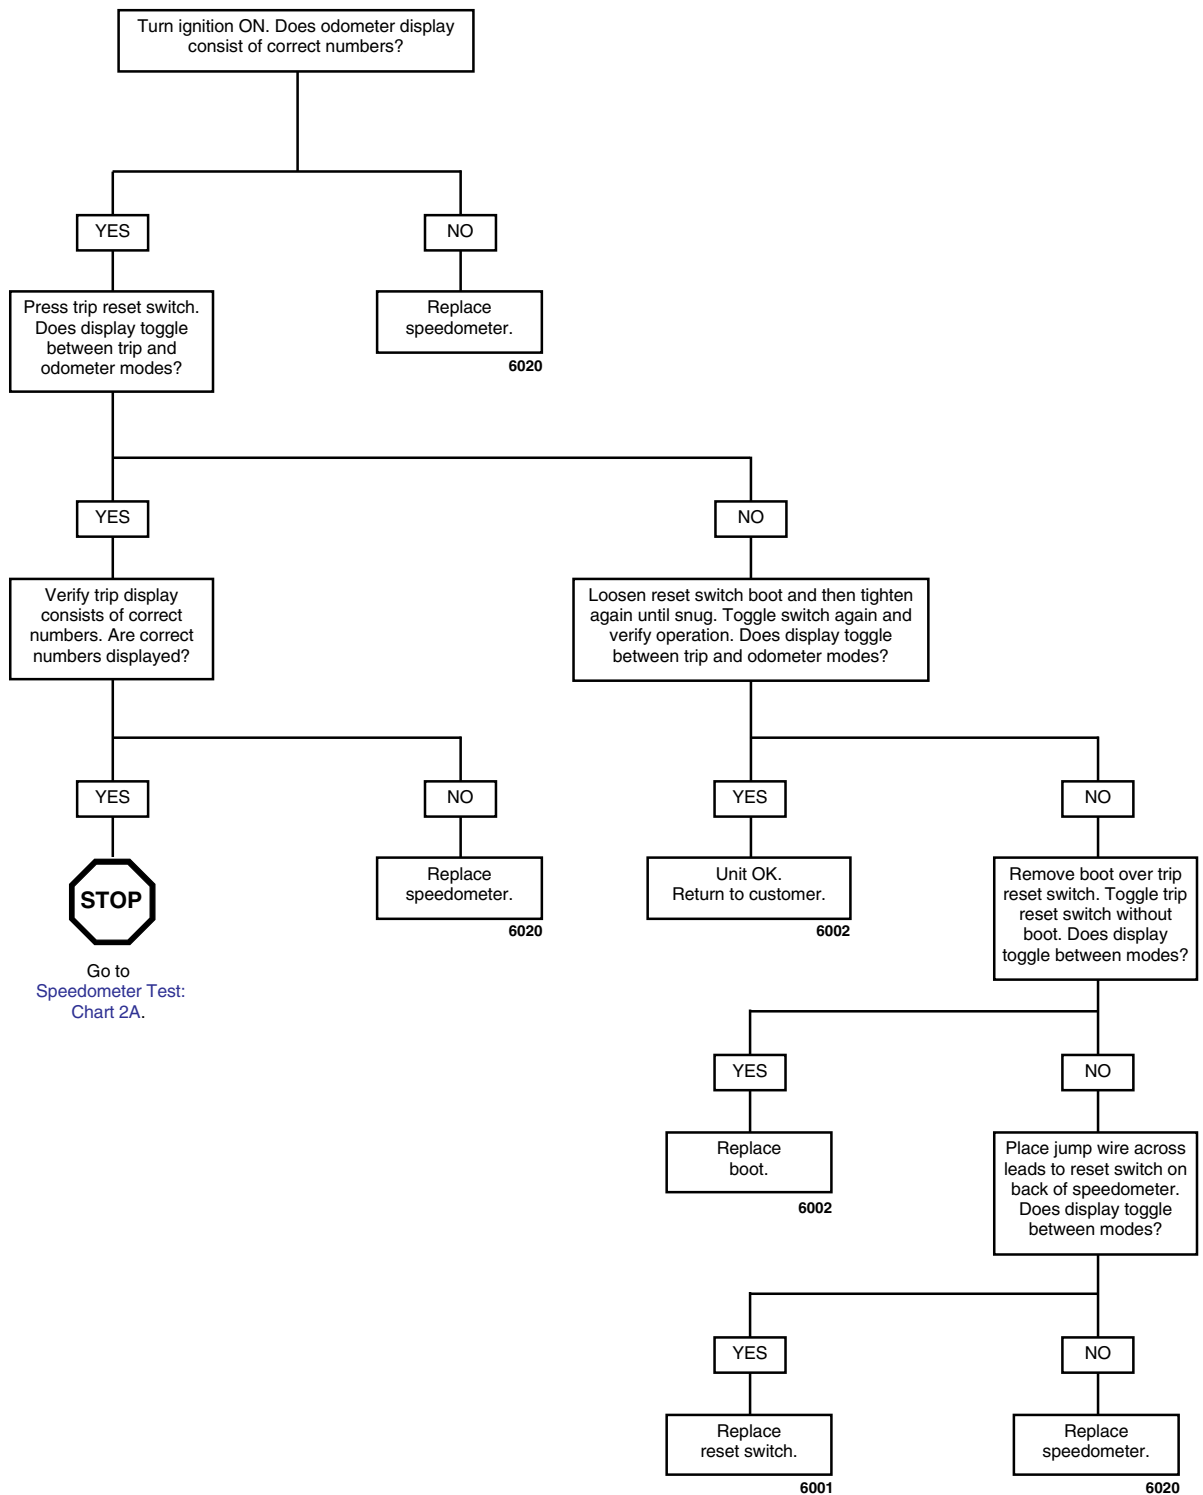 Turn ignition ON. Does odometer display
consist of correct numbers?
YES
NO
Press trip reset switch.
Does display toggle
between trip and
odometer modes?
Replace
speedometer.
6020
YES
NO
Verify trip display
consists of correct
numbers. Are correct
numbers displayed?
Loosen reset switch boot and then tighten
again until snug. Toggle switch again and
verify operation. Does display toggle
between trip and odometer modes?
YES
NO
YES
NO
STOP
Go to
Speedometer Test:
Chart 2A.
Replace
speedometer.
6020
Unit OK.
Return to customer.
6002
Remove boot over trip
reset switch. Toggle trip
reset switch without
boot. Does display
toggle between modes?
YES
NO
Replace
boot.
6002
Place jump wire across
leads to reset switch on
back of speedometer.
Does display toggle
between modes?
YES
NO
Replace
reset switch.
6001
Replace
speedometer.
6020